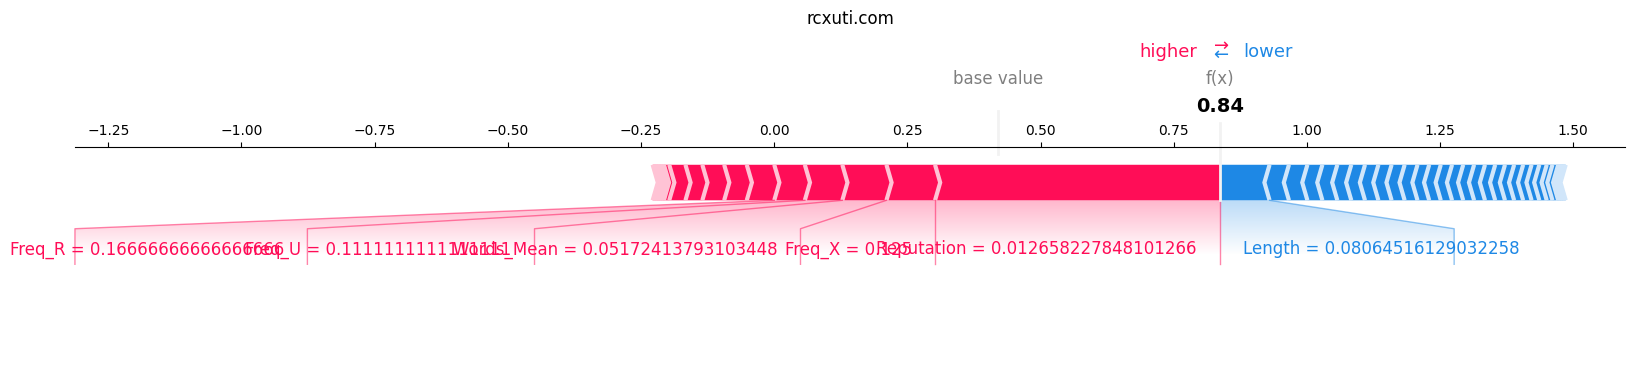 rcxuti.com
higher → ← lower
base value f(x)
0.84
−1.25 −1.00 −0.75 −0.50 −0.25 0.00 0.25 0.50 0.75 1.00 1.25 1.50
Freq_R = 0.16666666666666666 Freq_U = 0.1111111111111111 Words_Mean = 0.05172413793103448 Freq_X = 0.125 Reputation = 0.012658227848101266 Length = 0.08064516129032258